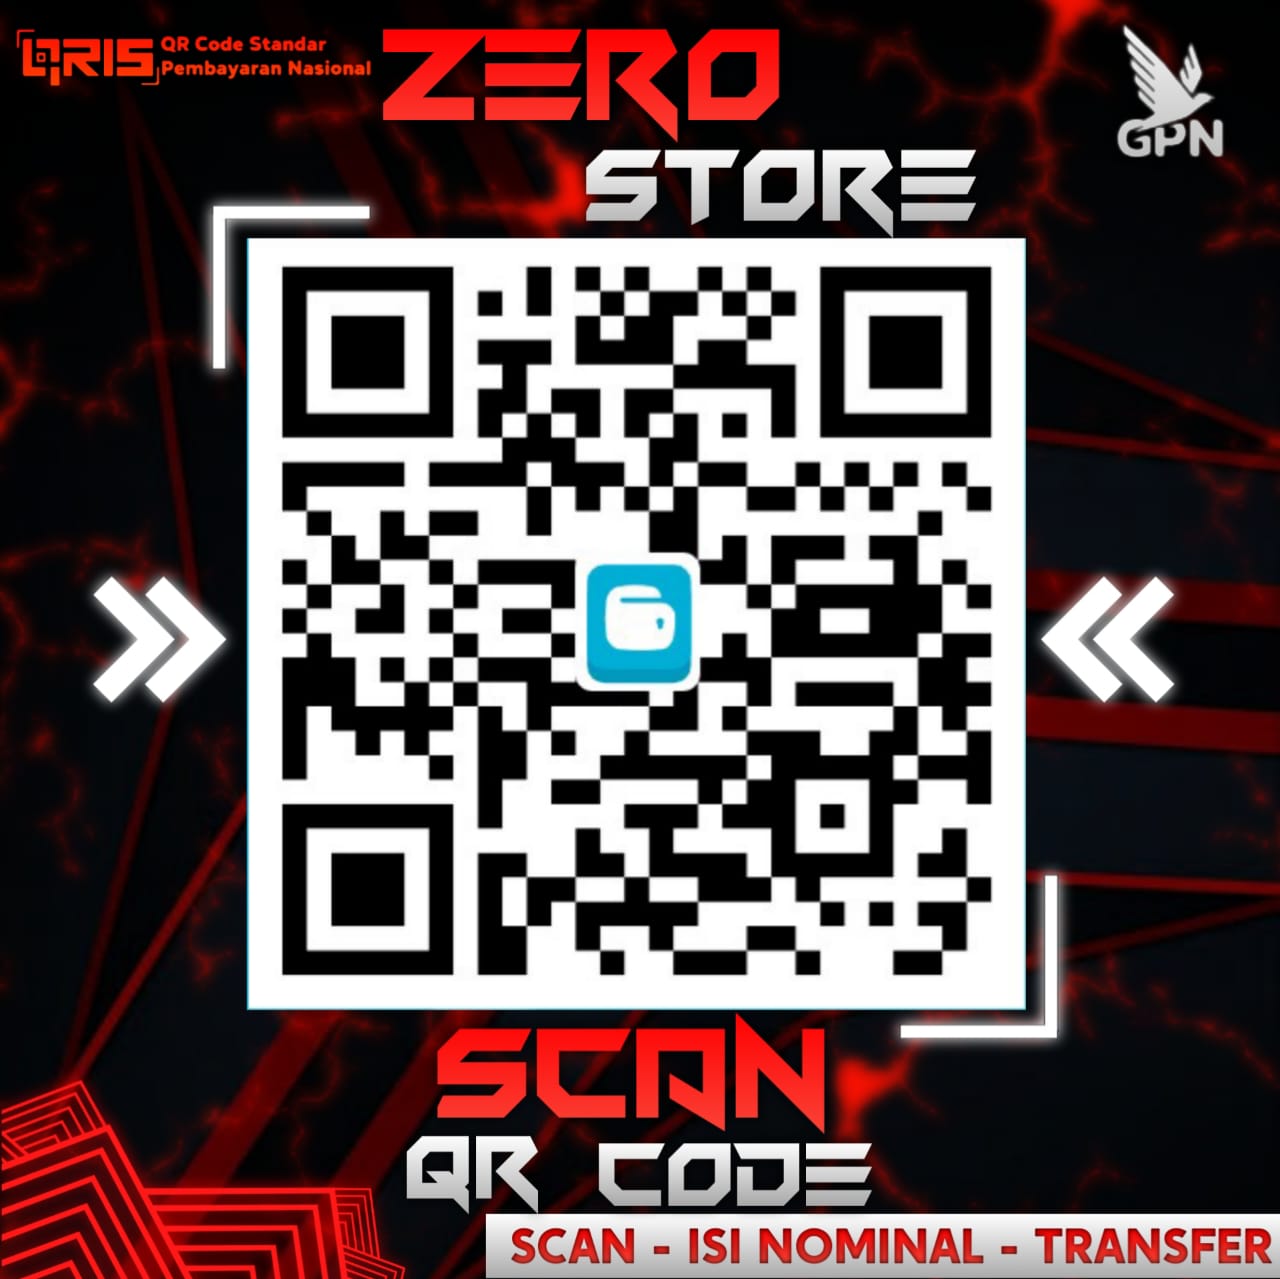 QRIS
QR Code Standar
Pembayaran Nasional
ZERO
STORE
GPN
SCAN
QR CODE
SCAN - ISI NOMINAL - TRANSFER